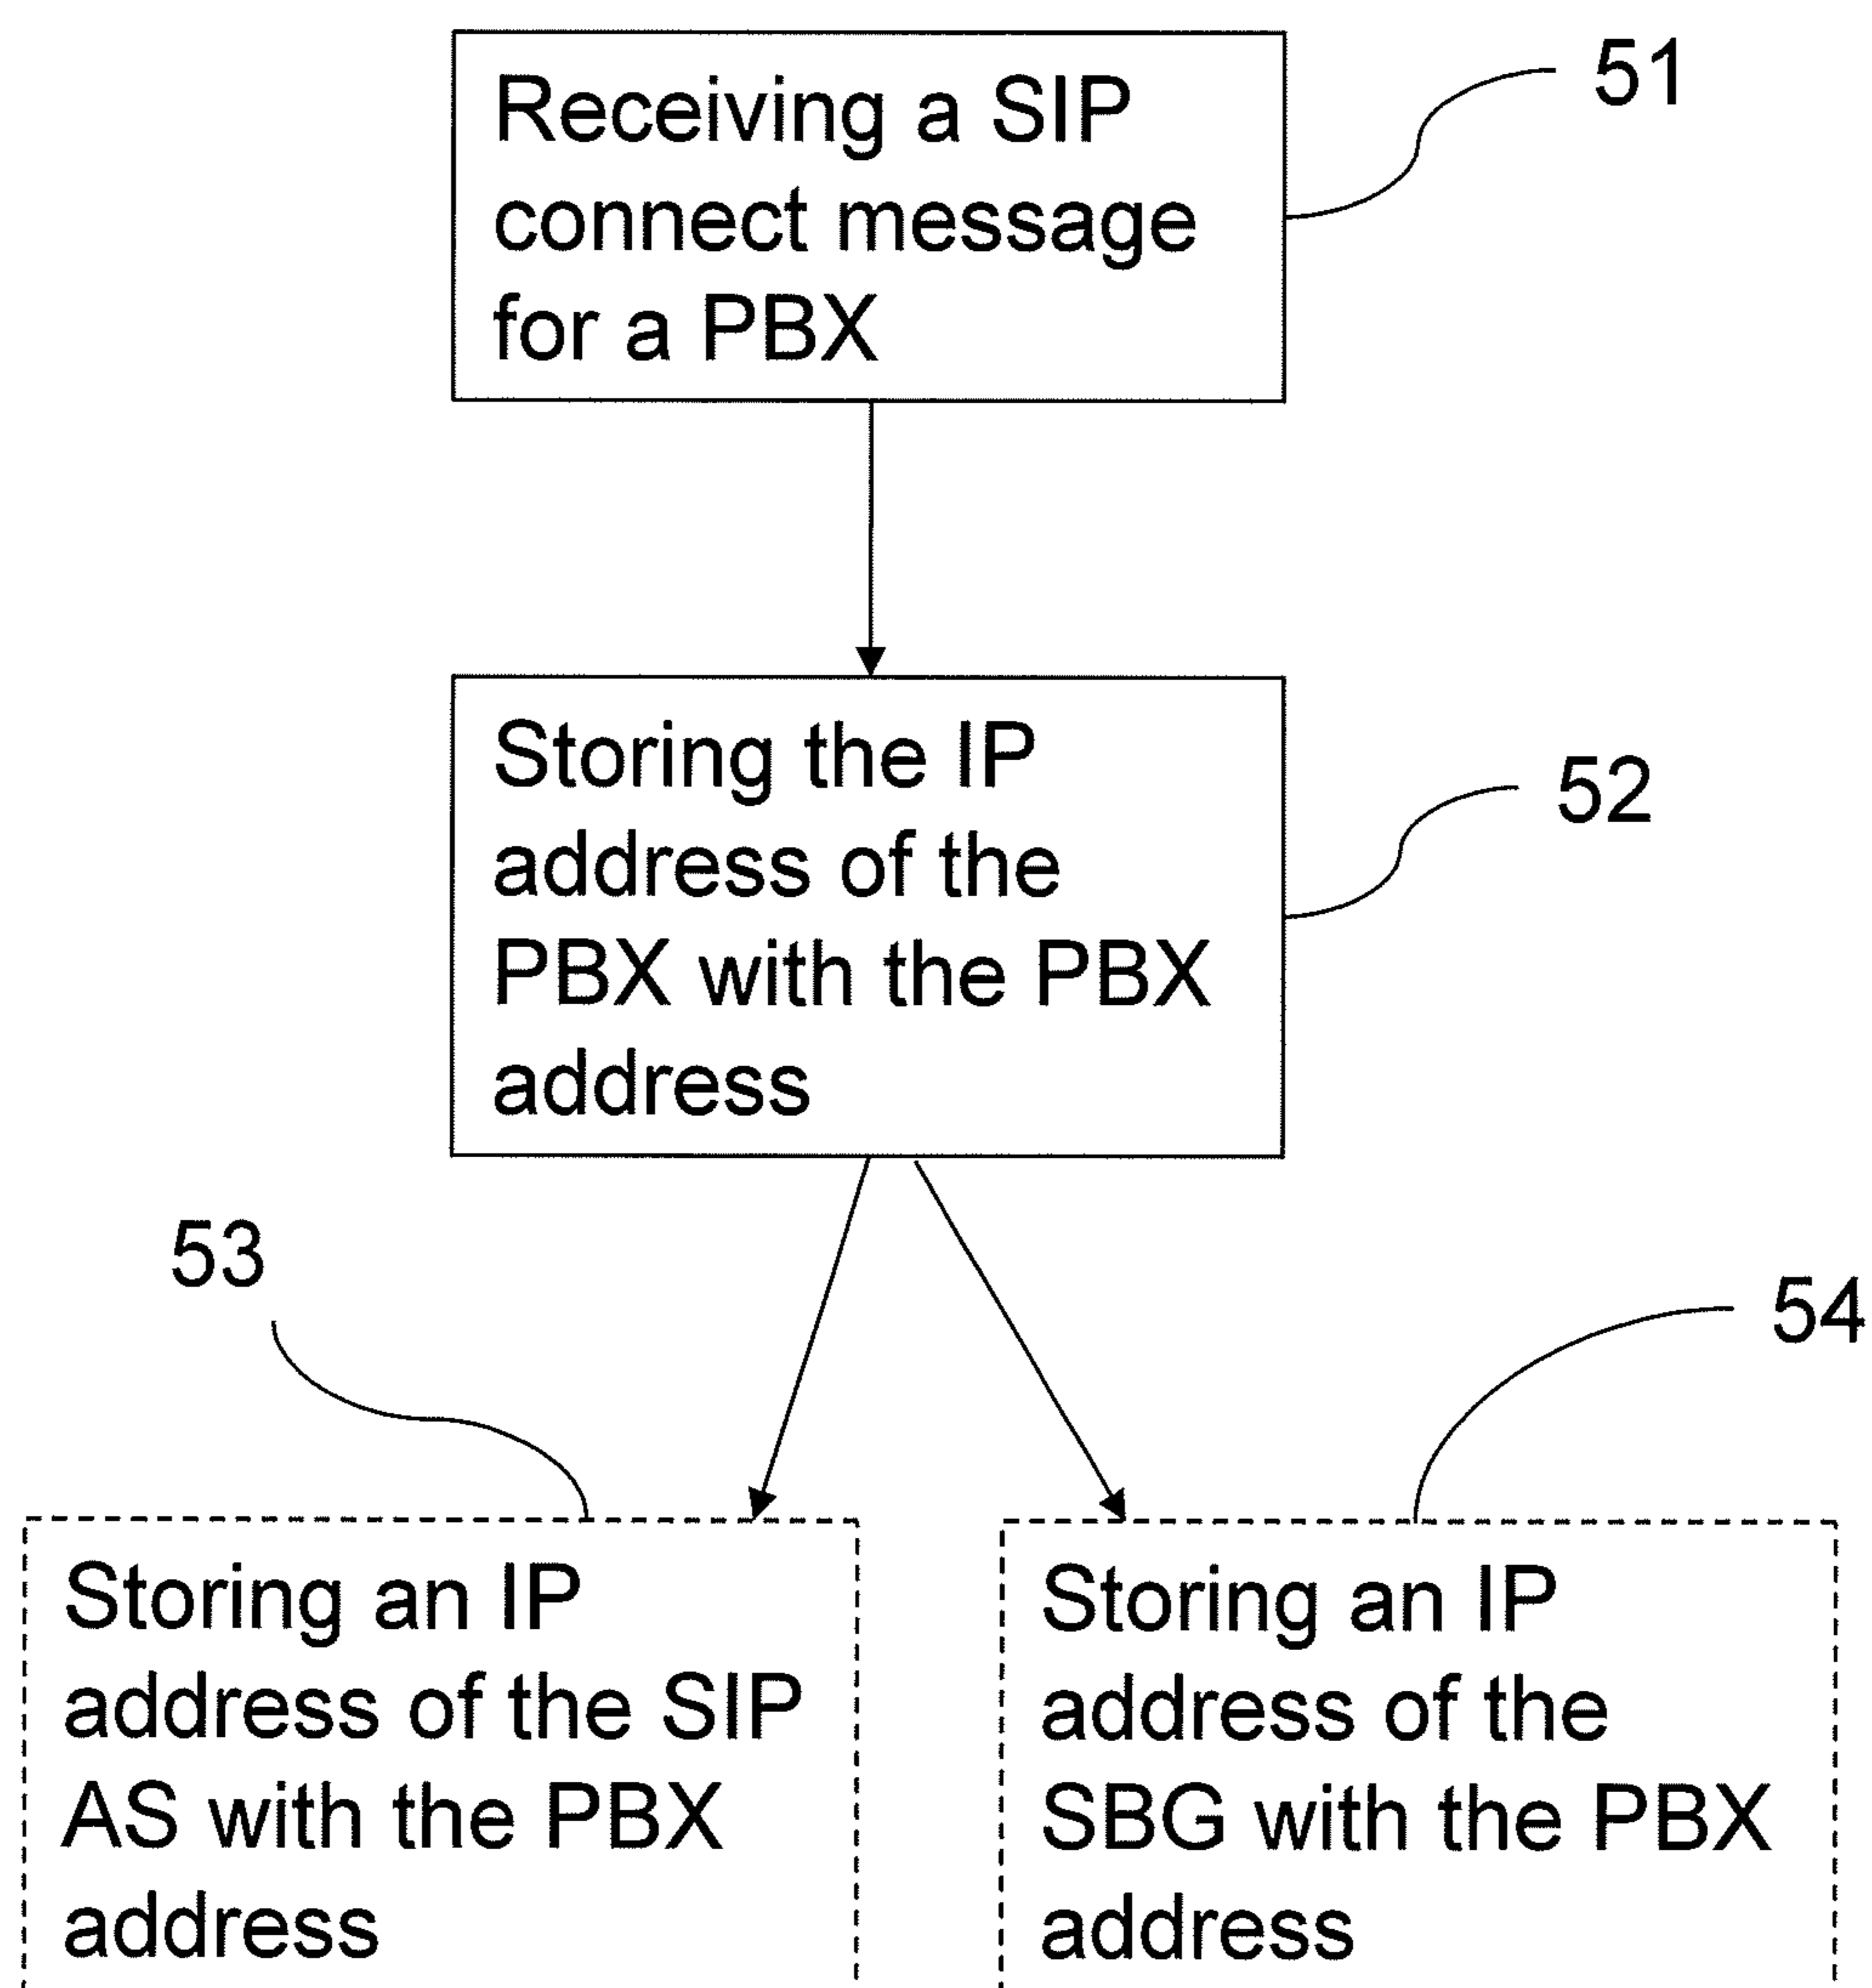 Receiving a SIP
connect message
for a PBX
51
Storing the IP
address of the
PBX with the PBX
address
52
53
54
Storing an IP
address of the SIP
AS with the PBX
address
Storing an IP
address of the
SBG with the PBX
address